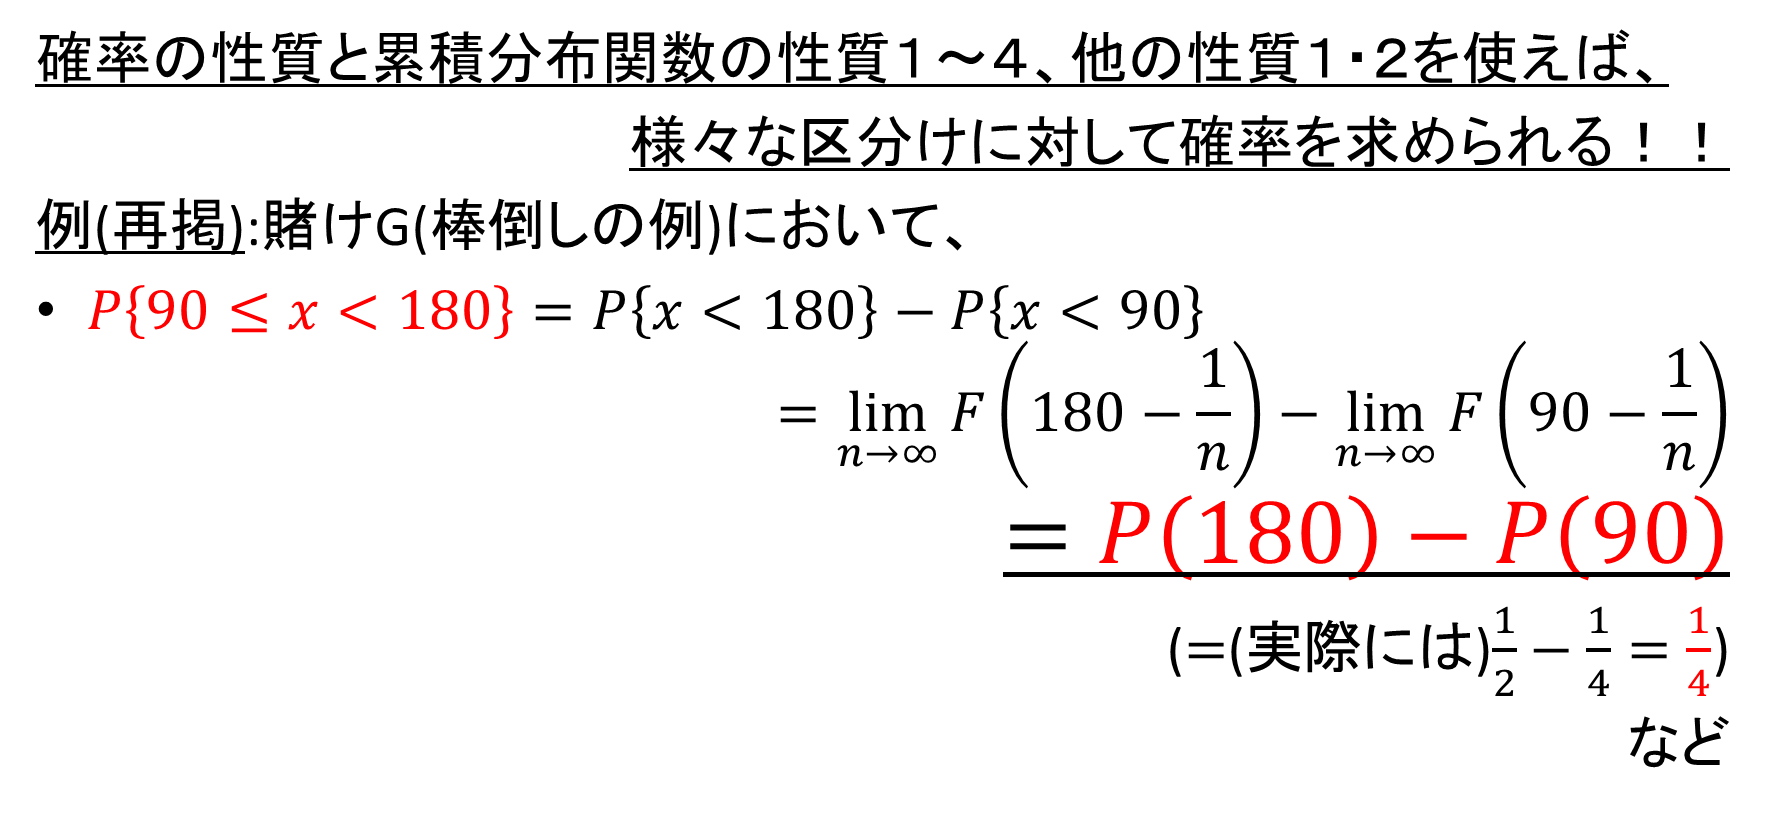 確率の性質と累積分布関数の性質１～４、他の性質１・２を使えば、
様々な区分けに対して確率を求められる！！
例(再掲):賭けG(棒倒しの例)において、
• P{90 ≤ x < 180} = P{x < 180} − P{x < 90}
= lim_{n→∞} F(180 − 1/n) − lim_{n→∞} F(90 − 1/n)
= P(180) − P(90)
(=(実際には)1/2 − 1/4 = 1/4)
など